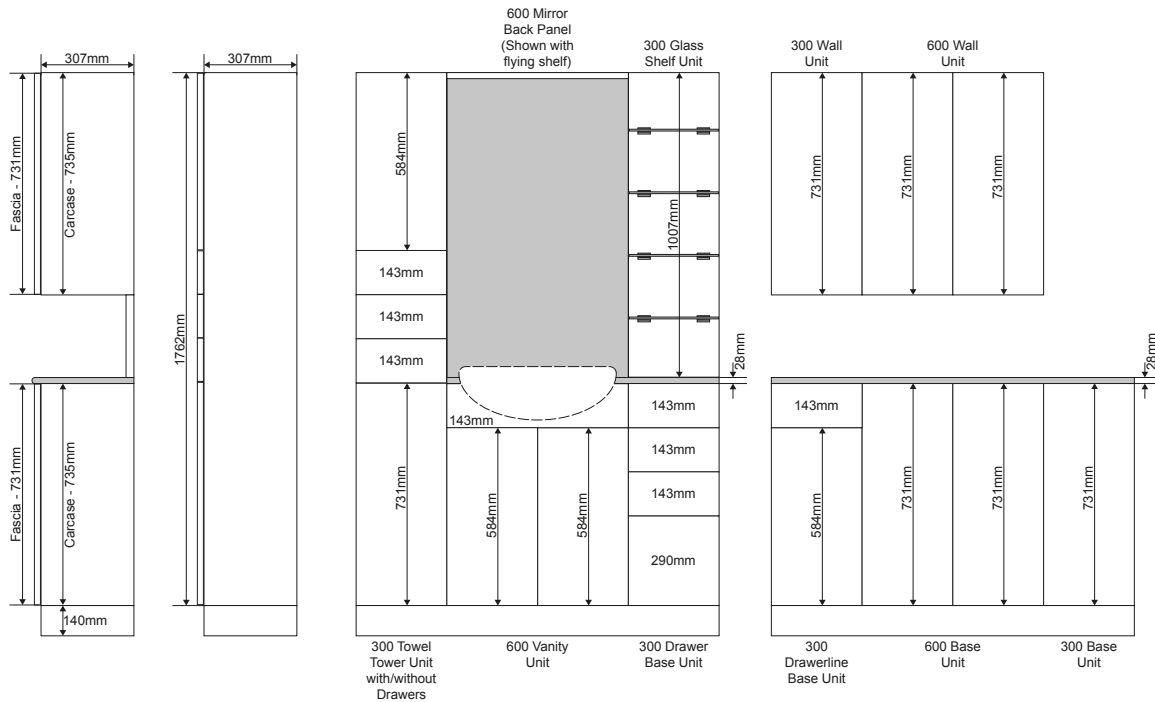 600 Mirror
Back Panel
(Shown with
flying shelf)
300 Glass
Shelf Unit
300 Wall
Unit
600 Wall
Unit
307mm
307mm
Fascia - 731mm
Carcase - 735mm
1762mm
584mm
143mm
143mm
143mm
1007mm
731mm
731mm
731mm
28mm
28mm
Fascia - 731mm
Carcase - 735mm
140mm
731mm
143mm
584mm
584mm
143mm
143mm
143mm
290mm
143mm
584mm
731mm
731mm
731mm
300 Towel
Tower Unit
with/without
Drawers
600 Vanity
Unit
300 Drawer
Base Unit
300
Drawerline
Base Unit
600 Base
Unit
300 Base
Unit